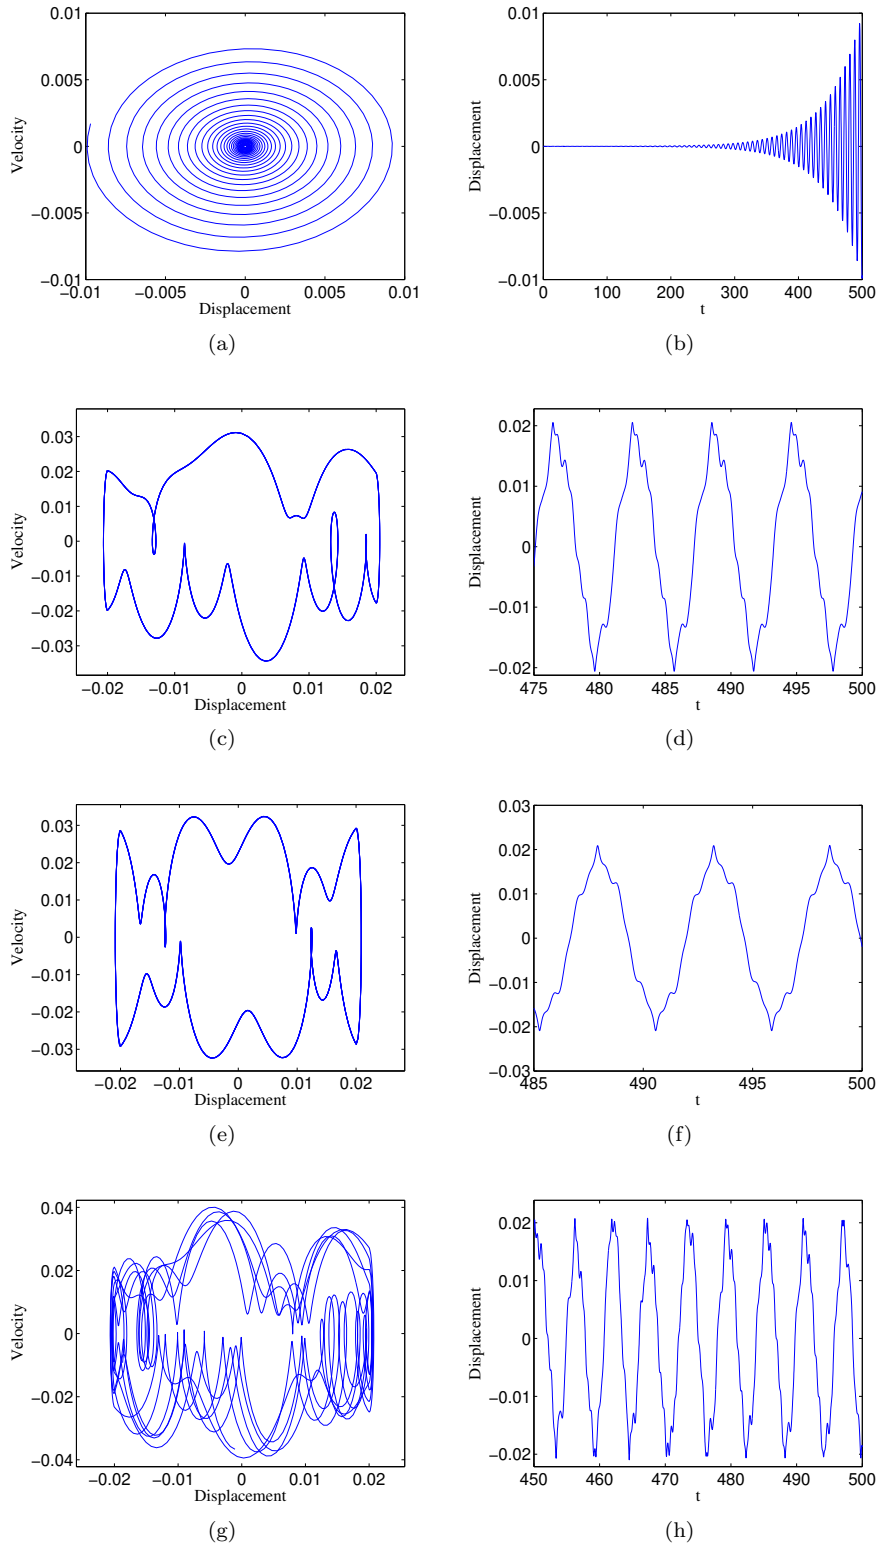 0.01
0.005
0
−0.005
−0.01
Velocity
−0.01 −0.005 0 0.005 0.01
Displacement
(a)
0.01
0.005
0
−0.005
−0.01
Displacement
0 100 200 300 400 500
t
(b)
0.03
0.02
0.01
0
−0.01
−0.02
−0.03
Velocity
−0.02 −0.01 0 0.01 0.02
Displacement
(c)
0.02
0.01
0
−0.01
−0.02
Displacement
475 480 485 490 495 500
t
(d)
0.03
0.02
0.01
0
−0.01
−0.02
−0.03
Velocity
−0.02 −0.01 0 0.01 0.02
Displacement
(e)
0.03
0.02
0.01
0
−0.01
−0.02
−0.03
Displacement
485 490 495 500
t
(f)
0.04
0.02
0
−0.02
−0.04
Velocity
−0.02 −0.01 0 0.01 0.02
Displacement
(g)
0.02
0.01
0
−0.01
−0.02
Displacement
450 460 470 480 490 500
t
(h)